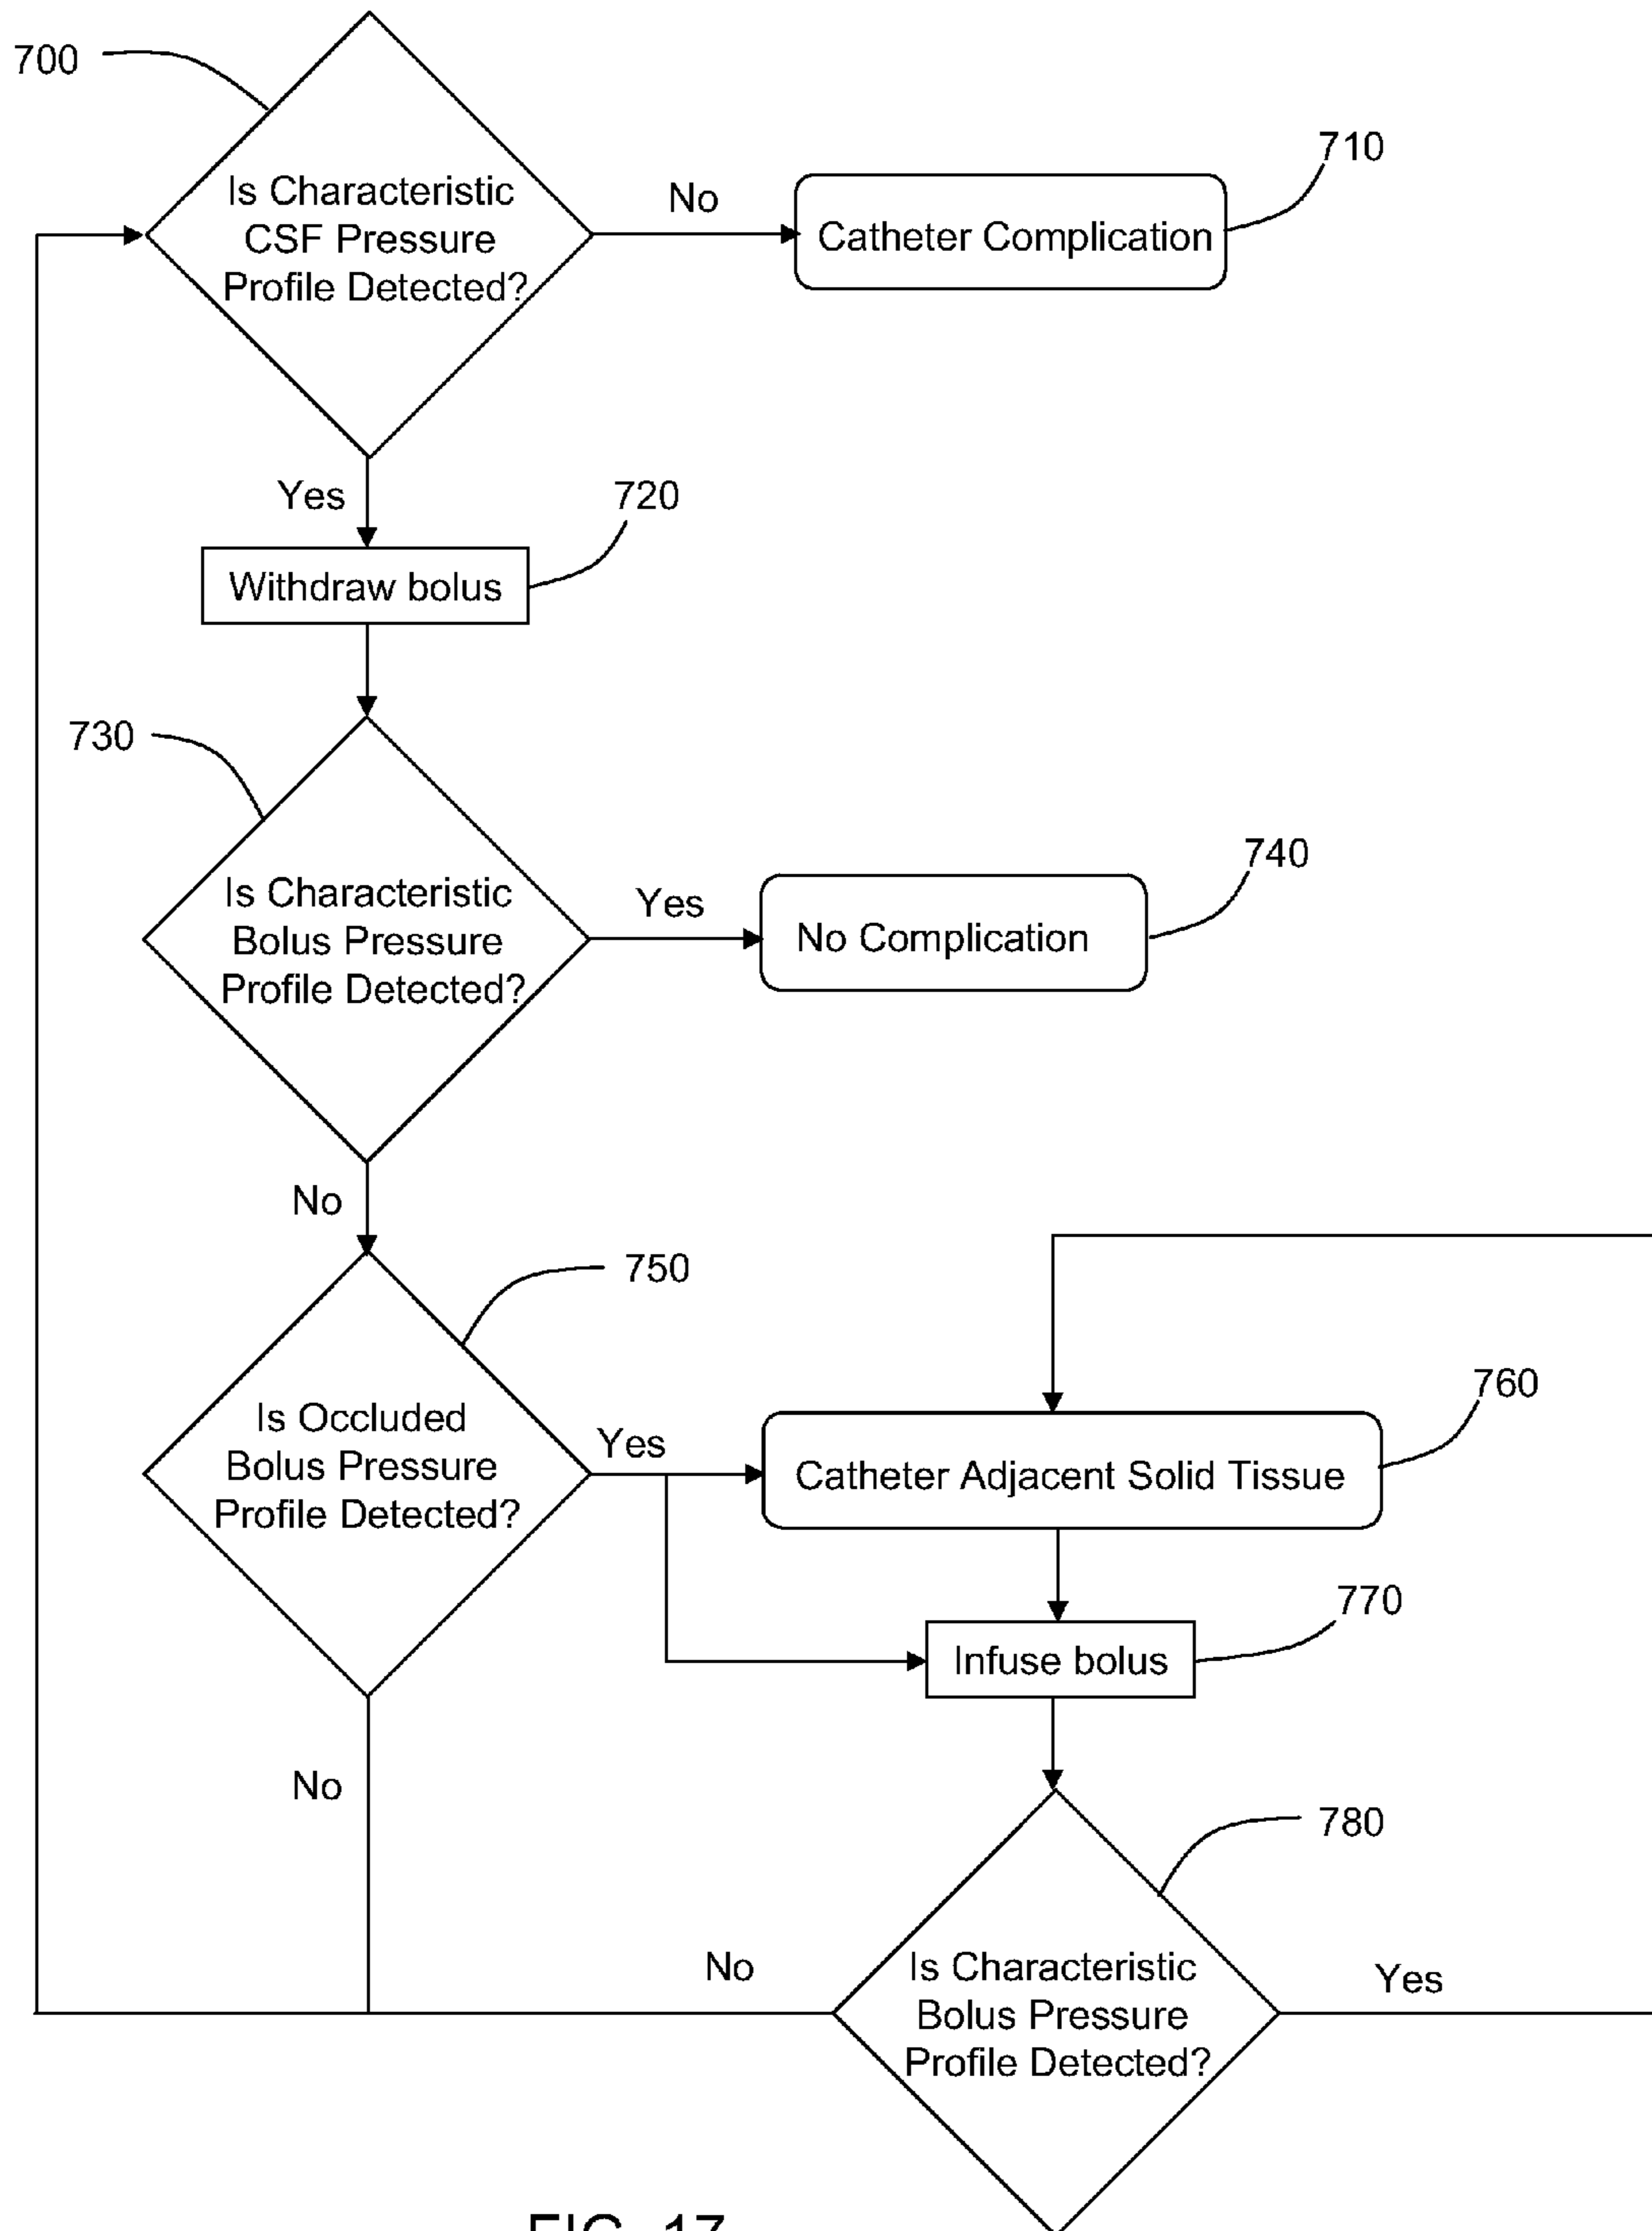 700
Is Characteristic
CSF Pressure
Profile Detected?
No
Catheter Complication
710
Yes
720
Withdraw bolus
730
Is Characteristic
Bolus Pressure
Profile Detected?
Yes
No Complication
740
No
750
Is Occluded
Bolus Pressure
Profile Detected?
Yes
Catheter Adjacent Solid Tissue
760
Infuse bolus
770
No
780
No
Is Characteristic
Bolus Pressure
Profile Detected?
Yes
FIG. 17